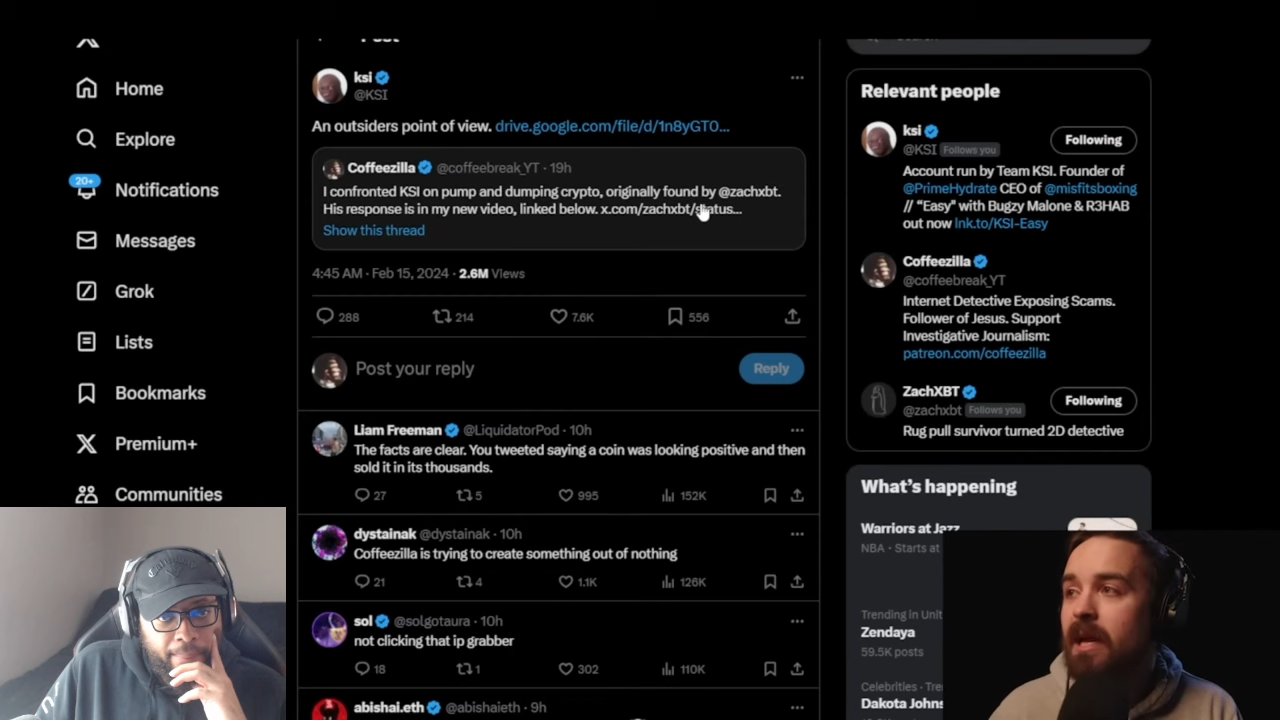 Post
ksi
@KSI
An outsiders point of view. drive.google.com/file/d/1n8yGT0...
Coffeezilla @coffeebreak_YT · 19h
I confronted KSI on pump and dumping crypto, originally found by @zachxbt.
His response is in my new video, linked below. x.com/zachxbt/status...
Show this thread
4:45 AM · Feb 15, 2024 · 2.6M Views
288 214 7.6K 556
Post your reply
Reply
Liam Freeman @LiquidatorPod · 10h
The facts are clear. You tweeted saying a coin was looking positive and then
sold it in its thousands.
27 5 995 152K
dystainak @dystainak · 10h
Coffeezilla is trying to create something out of nothing
21 4 1.1K 126K
sol @solgotaura · 10h
not clicking that ip grabber
18 1 302 110K
abishai.eth @abishaieth · 9h
Home
Explore
20+
Notifications
Messages
Grok
Lists
Bookmarks
Premium+
Communities
Relevant people
ksi
@KSI Follows you
Following
Account run by Team KSI. Founder of
@PrimeHydrate CEO of @misfitsboxing
// “Easy” with Bugzy Malone & R3HAB
out now lnk.to/KSI-Easy
Coffeezilla
@coffeebreak_YT
Internet Detective Exposing Scams.
Follower of Jesus. Support
Investigative Journalism:
patreon.com/coffeezilla
ZachXBT
@zachxbt Follows you
Following
Rug pull survivor turned 2D detective
What’s happening
Warriors at Jazz
NBA · Starts at
Trending in Unit
Zendaya
59.5K posts
Celebrities · Tre
Dakota Johns